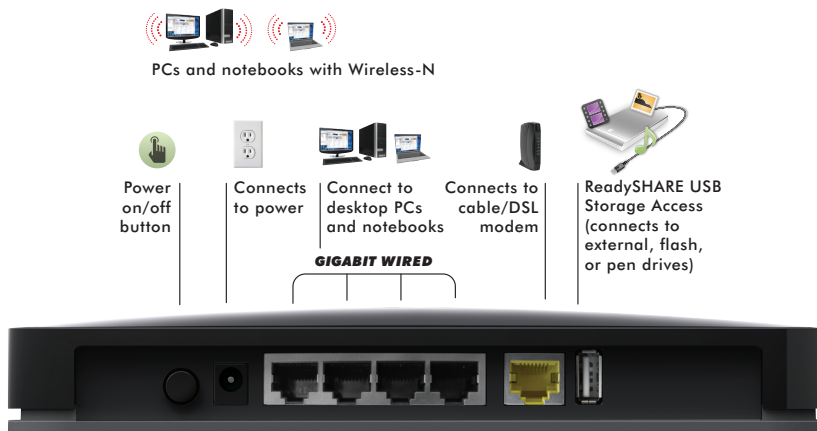 PCs and notebooks with Wireless-N
Power
on/off
button
Connects
to power
Connect to
desktop PCs
and notebooks
GIGABIT WIRED
Connects to
cable/DSL
modem
ReadySHARE USB
Storage Access
(connects to
external, flash,
or pen drives)